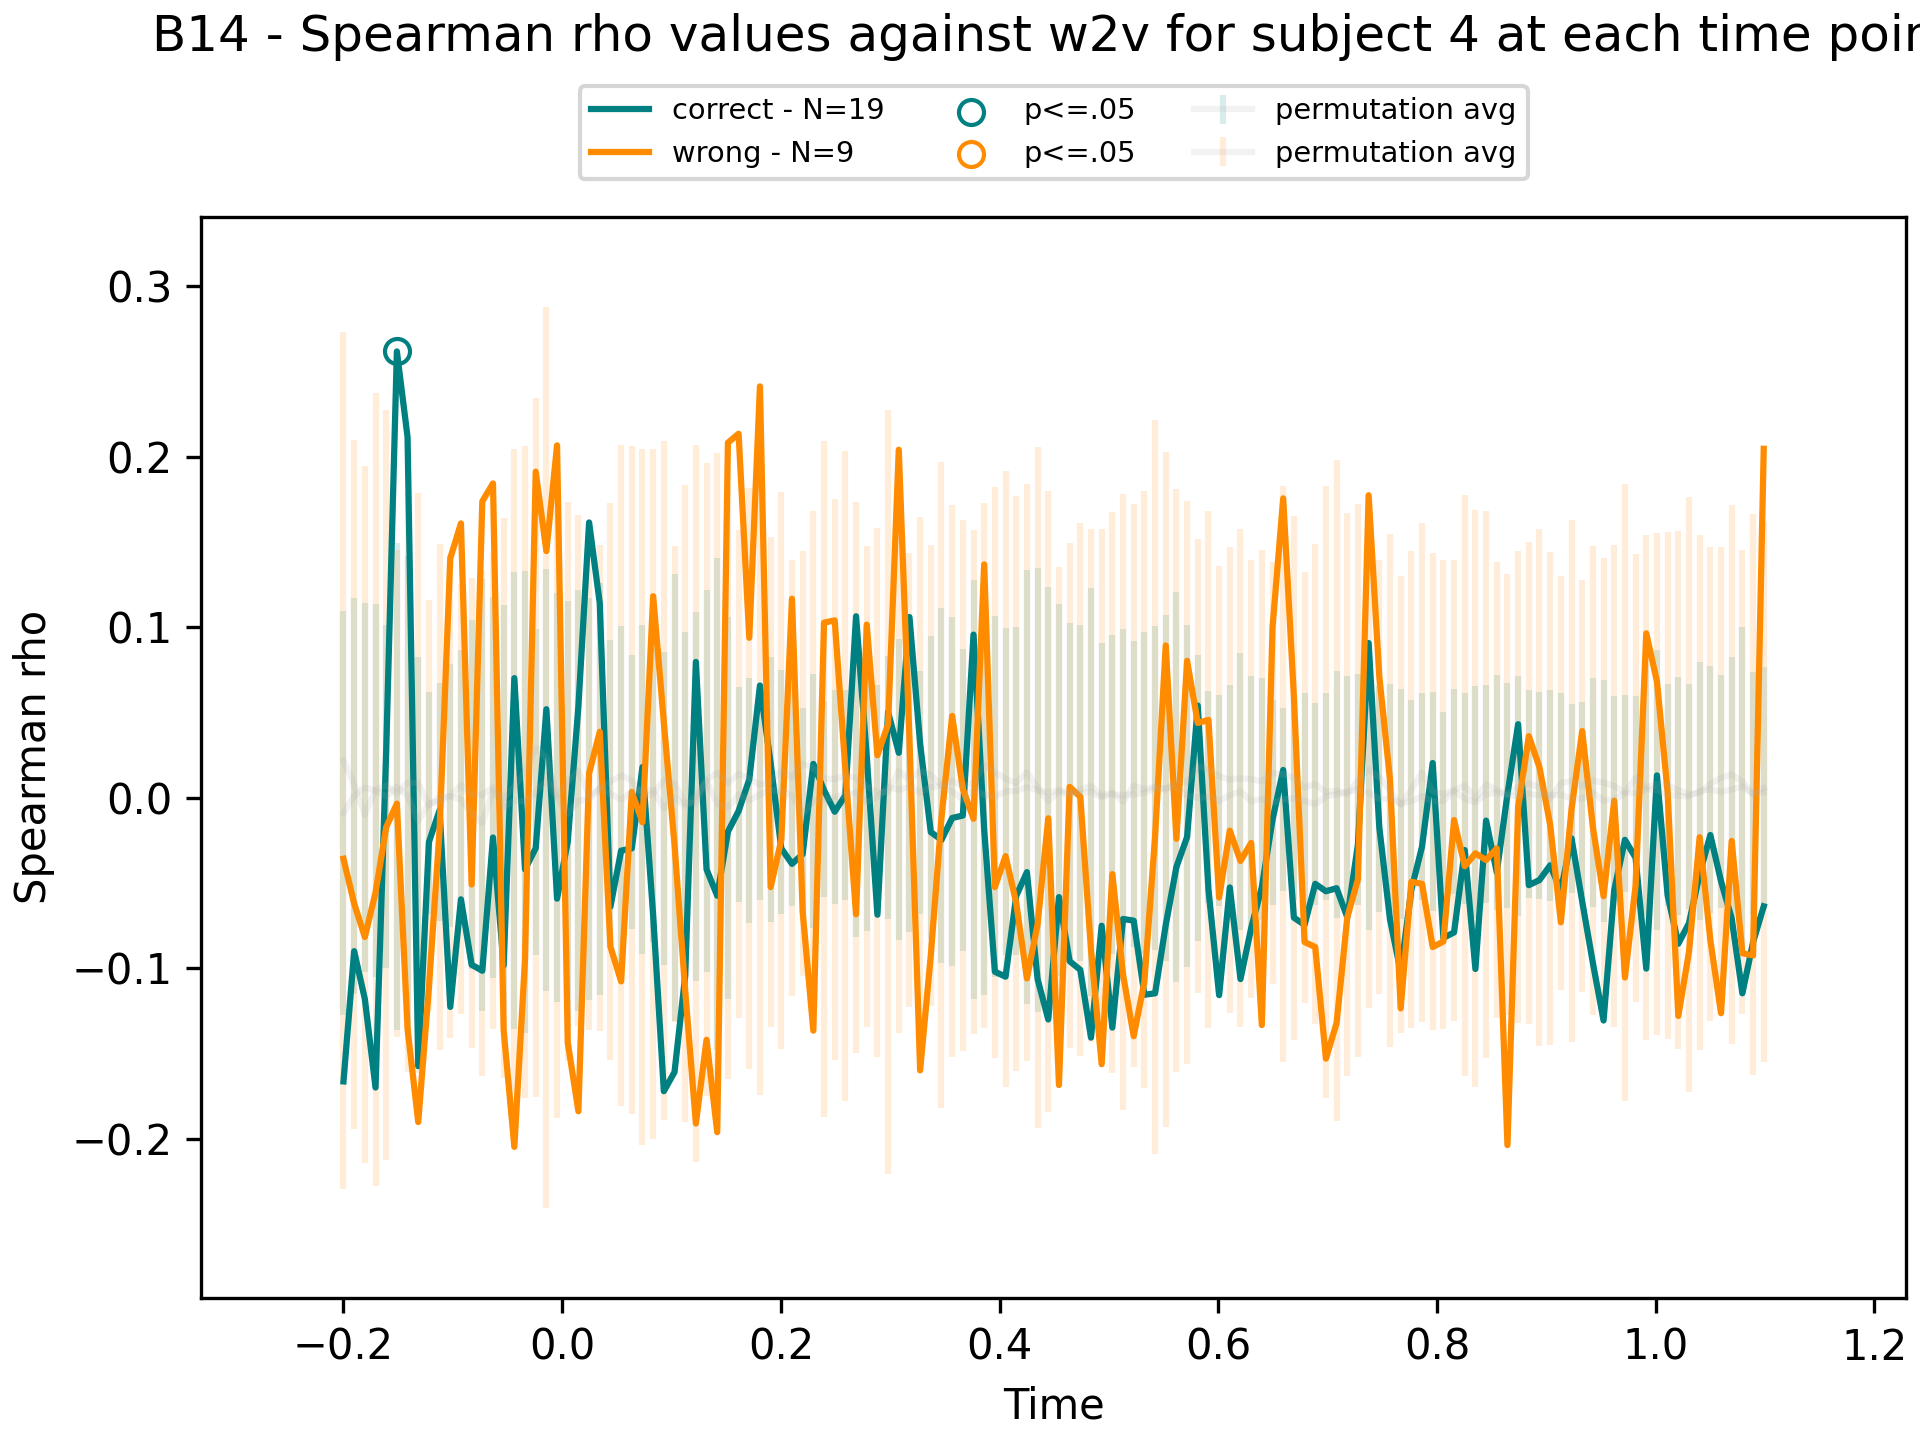 B14 - Spearman rho values against w2v for subject 4 at each time poin
correct - N=19
wrong - N=9
p<=.05
p<=.05
permutation avg
permutation avg
0.3
0.2
0.1
0.0
−0.1
−0.2
Spearman rho
−0.2 0.0 0.2 0.4 0.6 0.8 1.0 1.2
Time